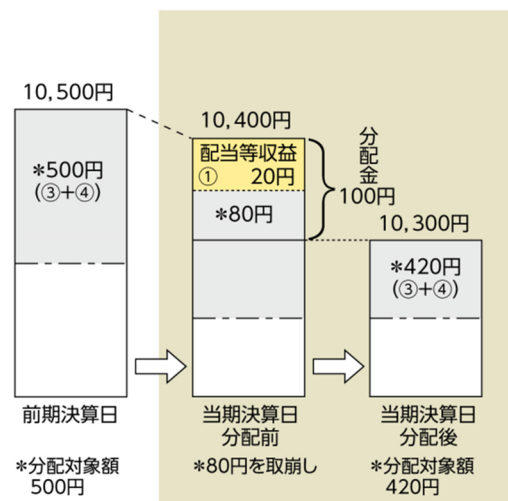 10,500円
*500円
(③+④)
前期決算日
*分配対象額
500円
10,400円
配当等収益
① 20円
*80円
分配金
100円
当期決算日
分配前
*80円を取崩し
10,300円
*420円
(③+④)
当期決算日
分配後
*分配対象額
420円